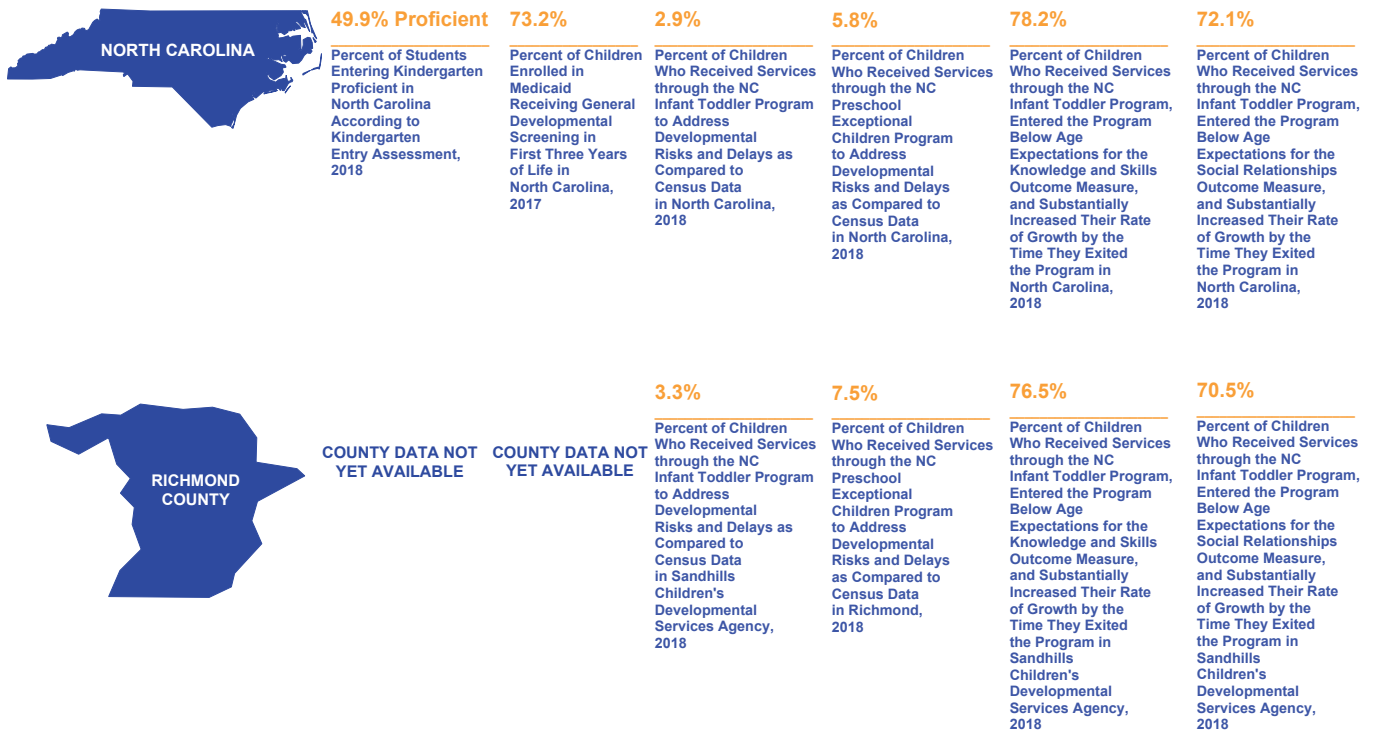 NORTH CAROLINA
49.9% Proficient
Percent of Students
Entering Kindergarten
Proficient in
North Carolina
According to
Kindergarten
Entry Assessment,
2018
73.2%
Percent of Children
Enrolled in
Medicaid
Receiving General
Developmental
Screening in
First Three Years
of Life in
North Carolina,
2017
2.9%
Percent of Children
Who Received Services
through the NC
Infant Toddler Program
to Address
Developmental
Risks and Delays as
Compared to
Census Data
in North Carolina,
2018
5.8%
Percent of Children
Who Received Services
through the NC
Preschool
Exceptional
Children Program
to Address
Developmental
Risks and Delays
as Compared to
Census Data
in North Carolina,
2018
78.2%
Percent of Children
Who Received Services
through the NC
Infant Toddler Program,
Entered the Program
Below Age
Expectations for the
Knowledge and Skills
Outcome Measure,
and Substantially
Increased Their Rate
of Growth by the
Time They Exited
the Program in
North Carolina,
2018
72.1%
Percent of Children
Who Received Services
through the NC
Infant Toddler Program,
Entered the Program
Below Age
Expectations for the
Social Relationships
Outcome Measure,
and Substantially
Increased Their Rate
of Growth by the
Time They Exited
the Program in
North Carolina,
2018
RICHMOND
COUNTY
COUNTY DATA NOT
YET AVAILABLE
COUNTY DATA NOT
YET AVAILABLE
3.3%
Percent of Children
Who Received Services
through the NC
Infant Toddler Program
to Address
Developmental
Risks and Delays as
Compared to
Census Data
in Sandhills
Children's
Developmental
Services Agency,
2018
7.5%
Percent of Children
Who Received Services
through the NC
Preschool
Exceptional
Children Program
to Address
Developmental
Risks and Delays
as Compared to
Census Data
in Richmond,
2018
76.5%
Percent of Children
Who Received Services
through the NC
Infant Toddler Program,
Entered the Program
Below Age
Expectations for the
Knowledge and Skills
Outcome Measure,
and Substantially
Increased Their Rate
of Growth by the
Time They Exited
the Program in
Sandhills
Children's
Developmental
Services Agency,
2018
70.5%
Percent of Children
Who Received Services
through the NC
Infant Toddler Program,
Entered the Program
Below Age
Expectations for the
Social Relationships
Outcome Measure,
and Substantially
Increased Their Rate
of Growth by the
Time They Exited
the Program in
Sandhills
Children's
Developmental
Services Agency,
2018